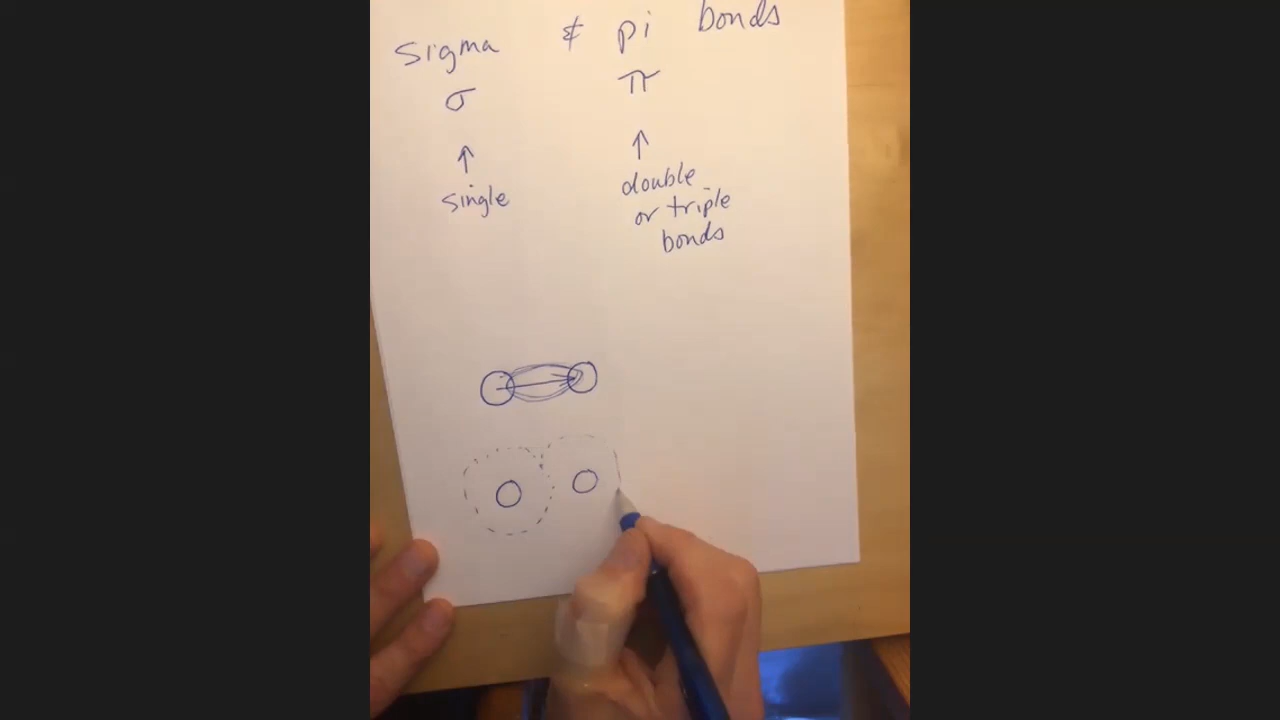 Sigma & pi bonds
σ π
↑ ↑
single double
or triple
bonds